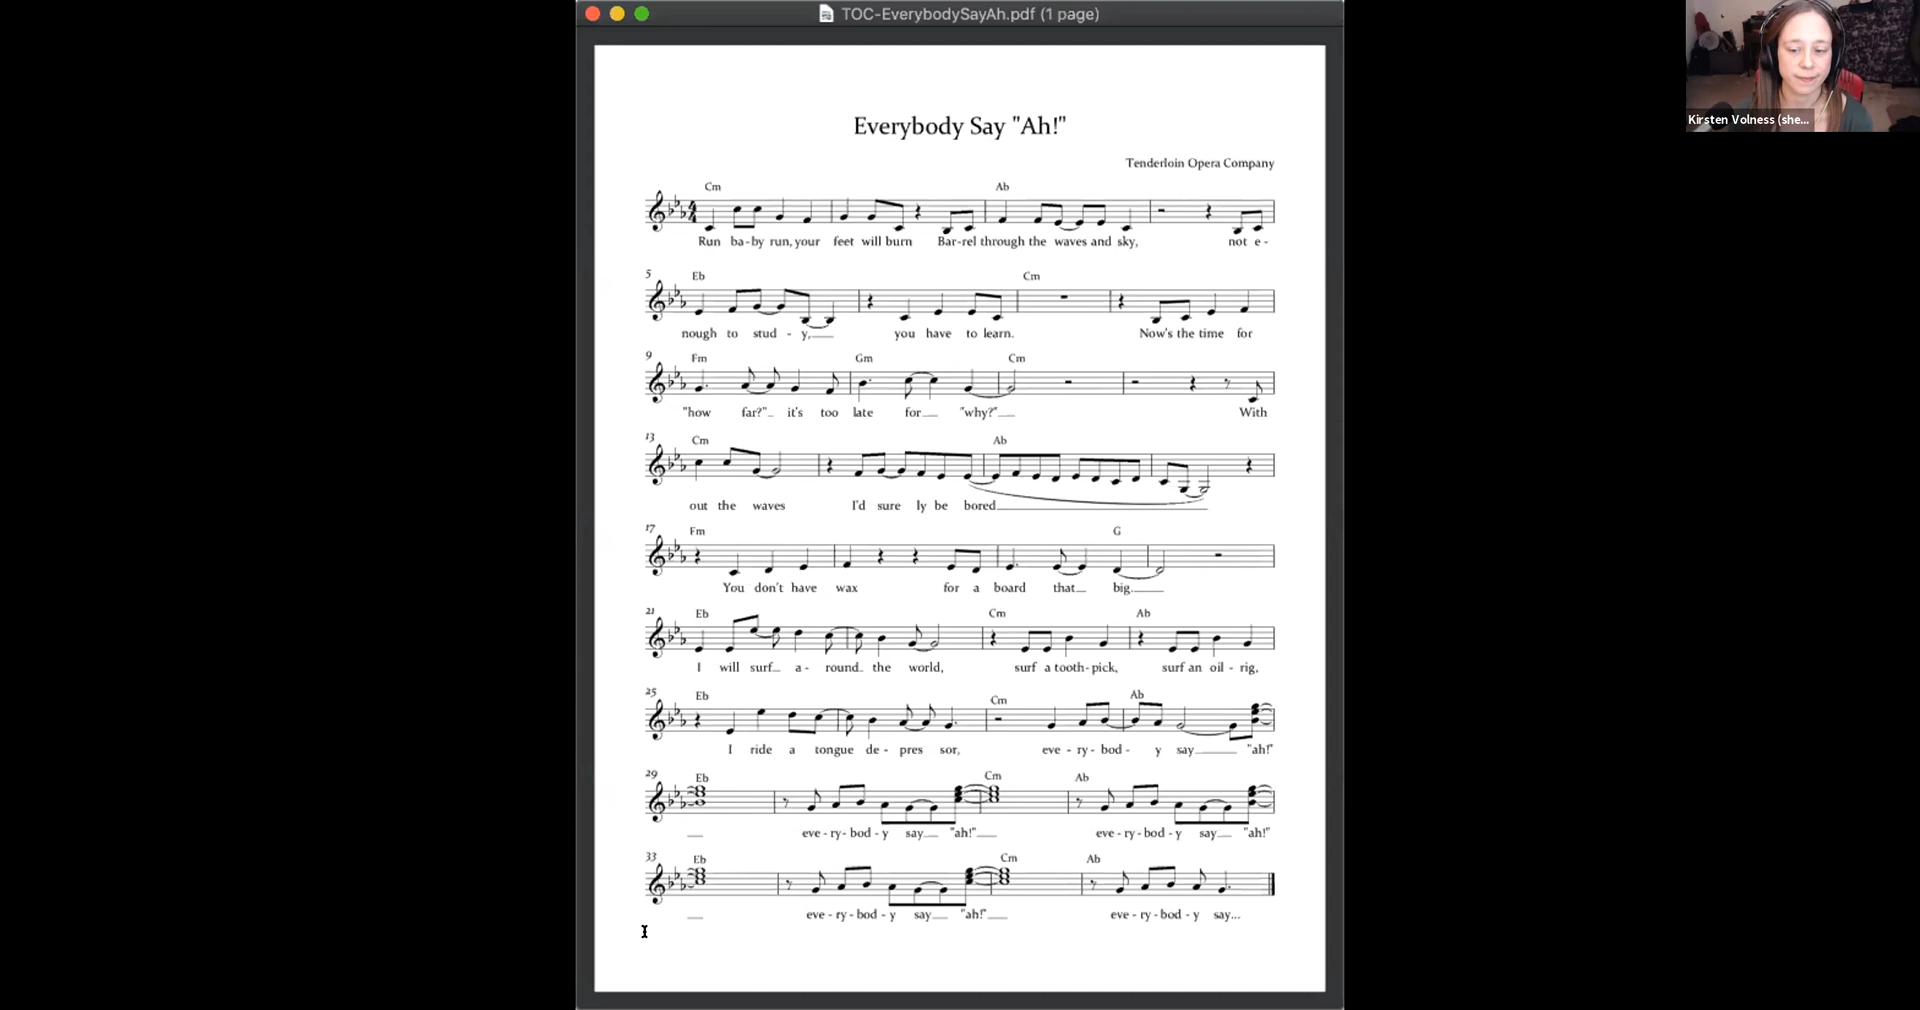 TOC-EverybodySayAh.pdf (1 page)
Kirsten Volness (she...
Everybody Say "Ah!"
Tenderloin Opera Company
Cm Ab
Run ba-by run, your feet will burn Bar-rel through the waves and sky, not e-
5 Eb Cm
nough to stud - y, you have to learn. Now's the time for
9 Fm Gm Cm
"how far?" it's too late for "why?" With
13 Cm Ab
out the waves I'd sure ly be bored
17 Fm G
You don't have wax for a board that big.
21 Eb Cm Ab
I will surf a- round the world, surf a tooth-pick, surf an oil - rig,
25 Eb Cm Ab
I ride a tongue de - pres sor, eve - ry - bod - y say "ah!"
29 Eb Cm Ab
eve - ry - bod - y say "ah!" eve - ry - bod - y say "ah!"
33 Eb Cm Ab
eve - ry - bod - y say "ah!" eve - ry - bod - y say...